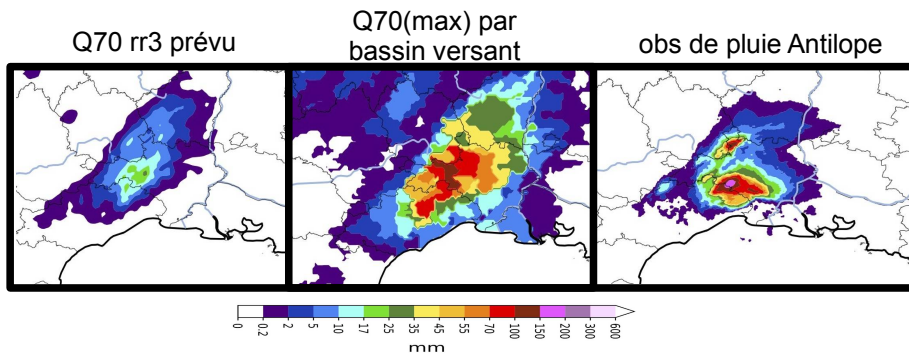 Q70 rr3 prévu
Q70(max) par
bassin versant
obs de pluie Antilope
0 0.2 2 5 10 17 25 35 45 55 70 100 150 200 300 600
mm